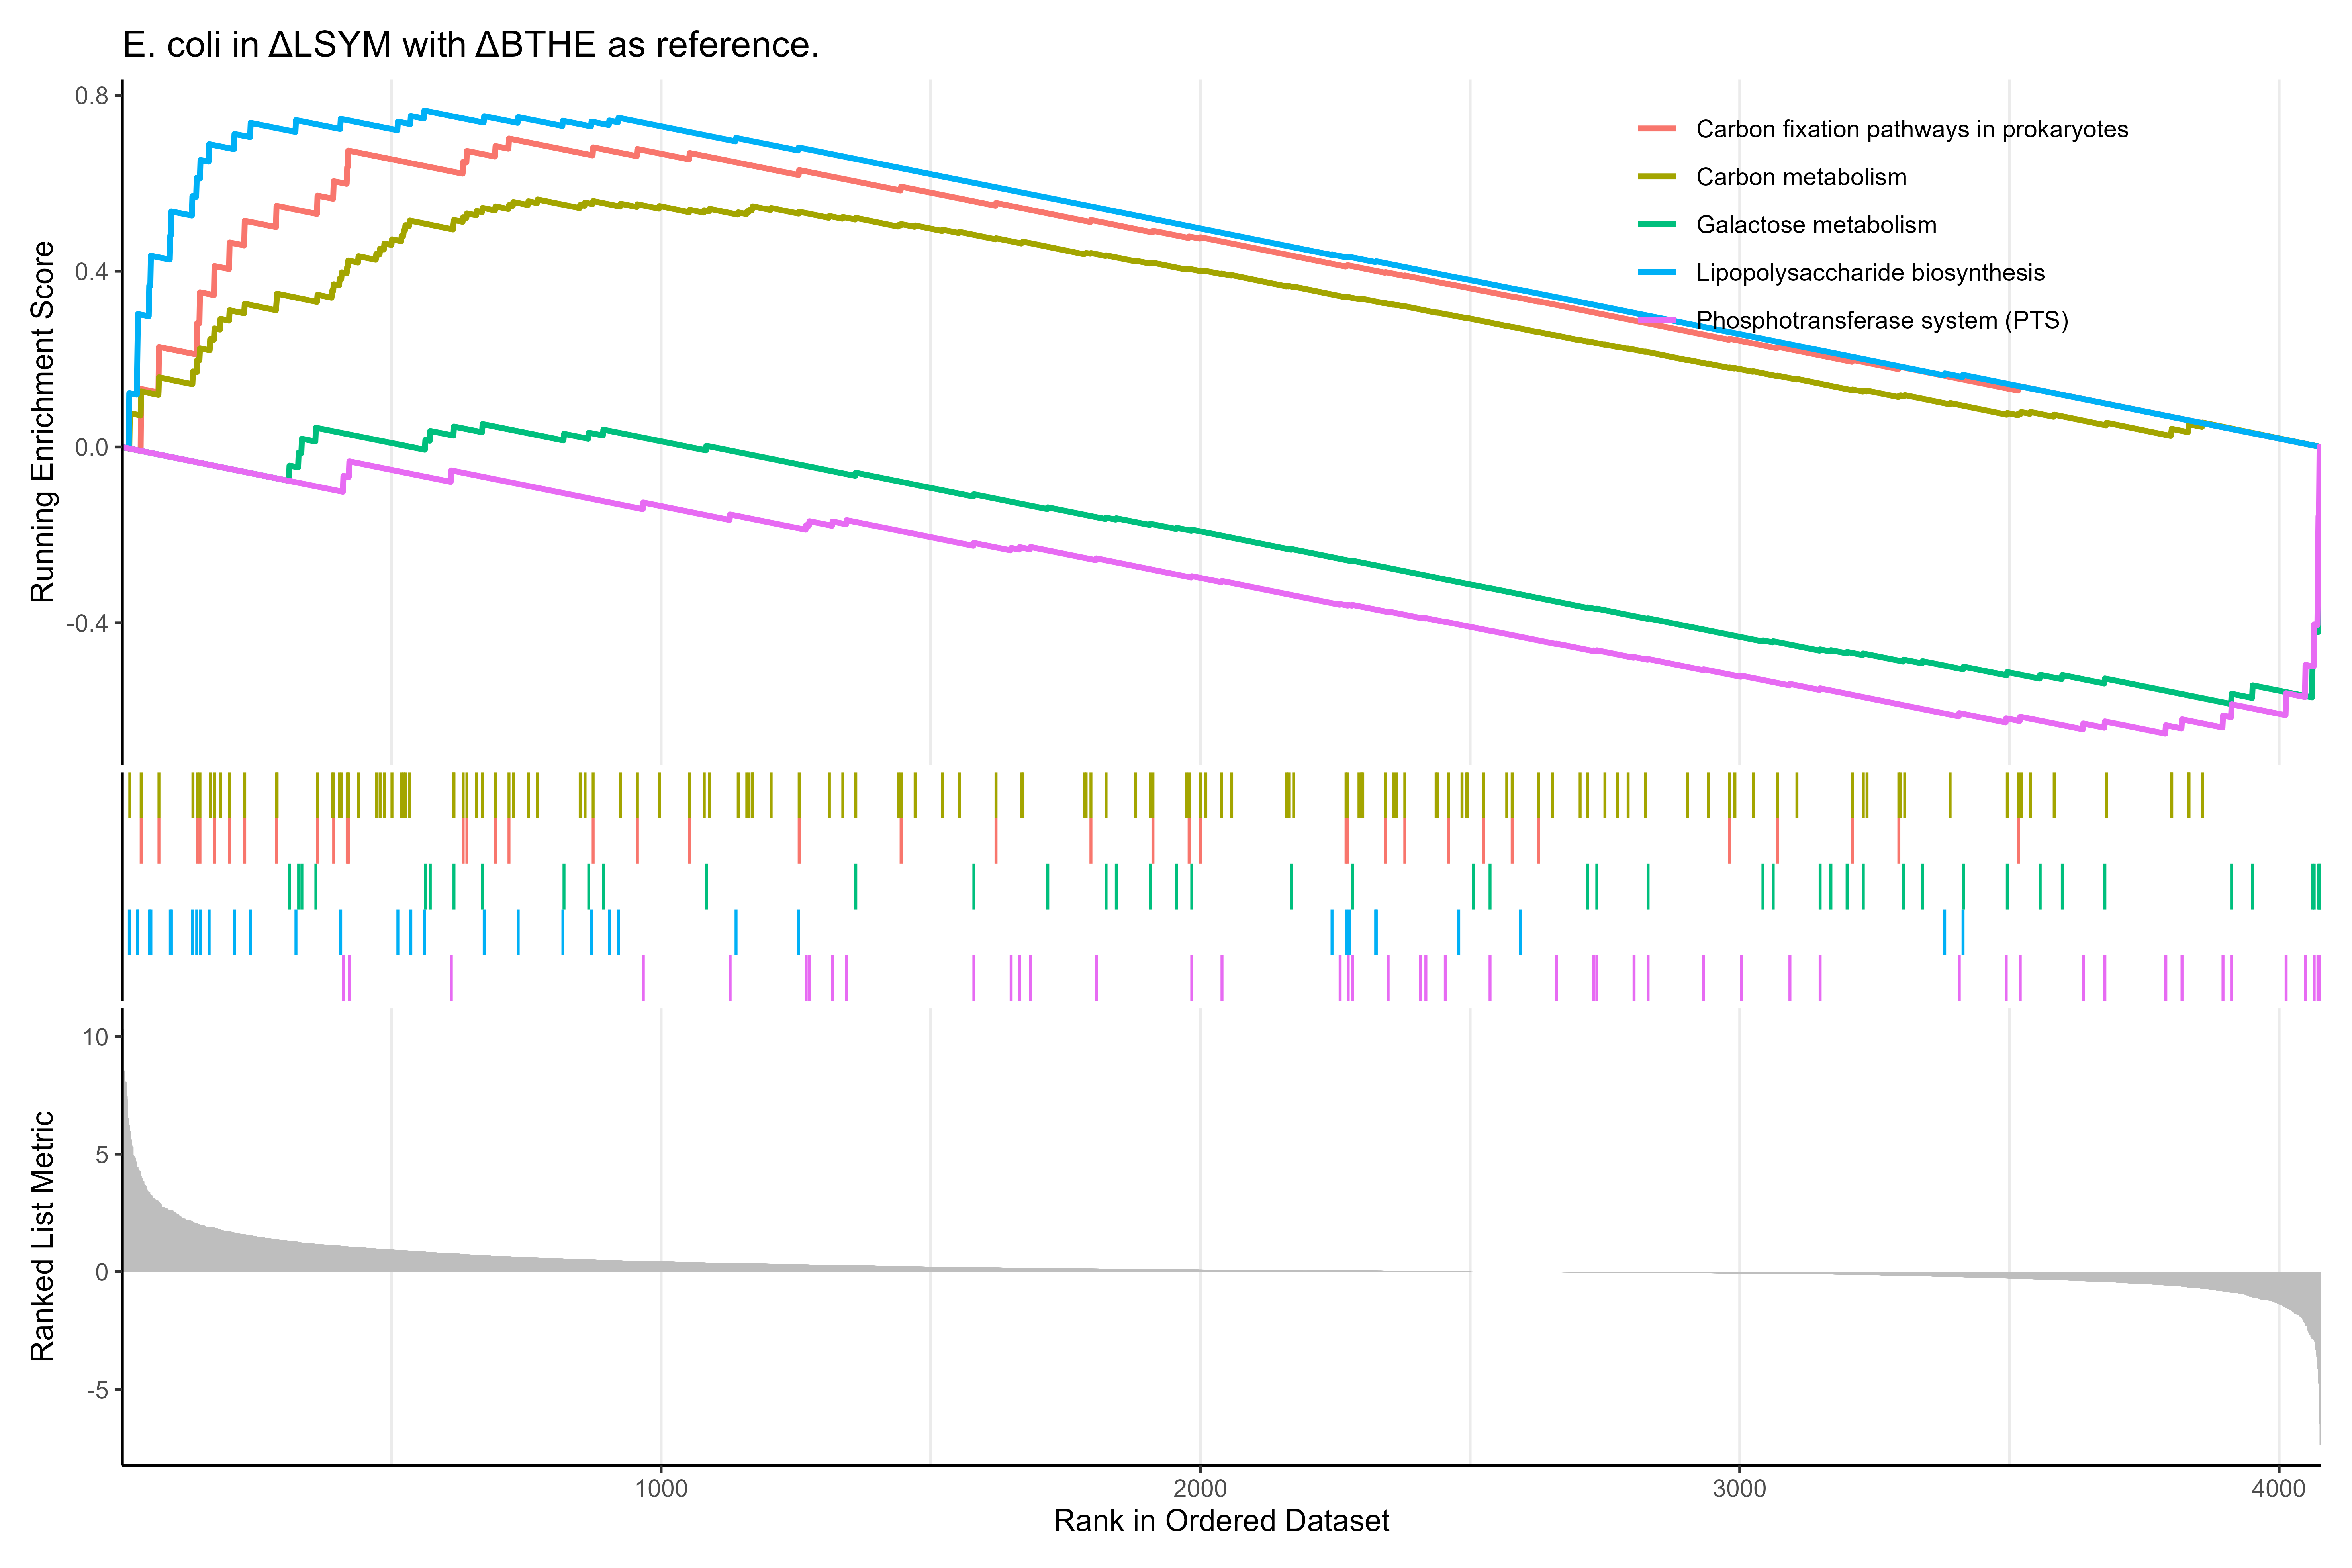 E. coli in ΔLSYM with ΔBTHE as reference.
Running Enrichment Score
0.8
0.4
0.0
-0.4
Carbon fixation pathways in prokaryotes
Carbon metabolism
Galactose metabolism
Lipopolysaccharide biosynthesis
Phosphotransferase system (PTS)
Ranked List Metric
10
5
0
-5
1000
2000
3000
4000
Rank in Ordered Dataset